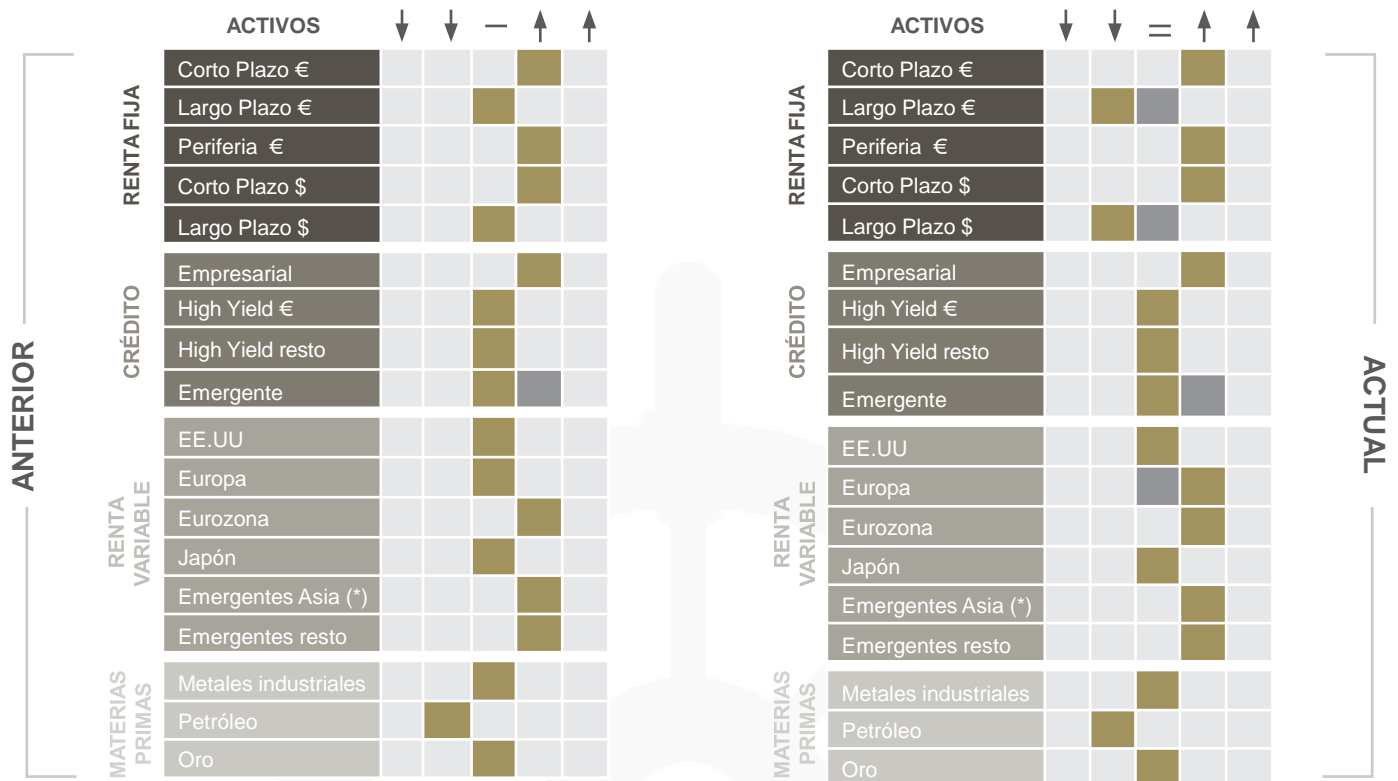 ANTERIOR
ACTIVOS
RENTA FIJA
Corto Plazo €
Largo Plazo €
Periferia €
Corto Plazo $
Largo Plazo $
CRÉDITO
Empresarial
High Yield €
High Yield resto
Emergente
RENTA
VARIABLE
EE.UU
Europa
Eurozona
Japón
Emergentes Asia (*)
Emergentes resto
MATERIAS
PRIMAS
Metales industriales
Petróleo
Oro
ACTUAL
ACTIVOS
RENTA FIJA
Corto Plazo €
Largo Plazo €
Periferia €
Corto Plazo $
Largo Plazo $
CRÉDITO
Empresarial
High Yield €
High Yield resto
Emergente
RENTA
VARIABLE
EE.UU
Europa
Eurozona
Japón
Emergentes Asia (*)
Emergentes resto
MATERIAS
PRIMAS
Metales industriales
Petróleo
Oro